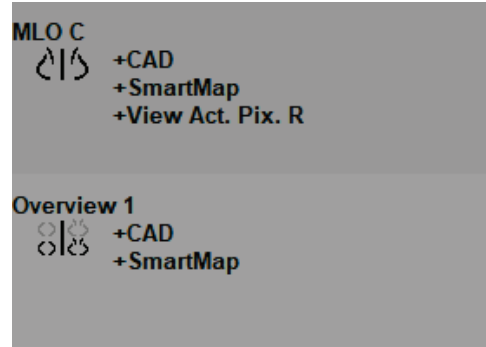 MLO C
+CAD
+SmartMap
+View Act. Pix. R
Overview 1
+CAD
+SmartMap